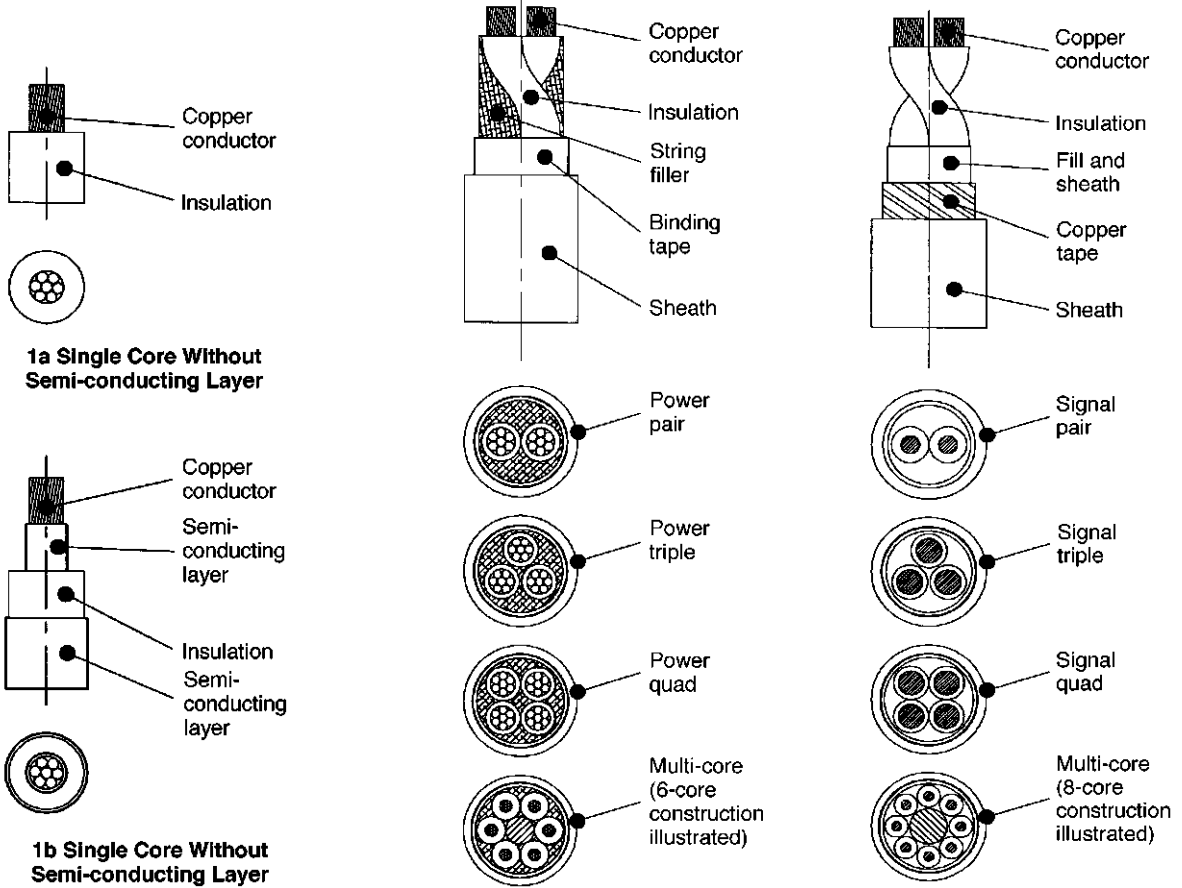 Copper
conductor
Insulation
1a Single Core Without
Semi-conducting Layer
Copper
conductor
Semi-
conducting
layer
Insulation
Semi-
conducting
layer
1b Single Core Without
Semi-conducting Layer
Copper
conductor
Insulation
String
filler
Binding
tape
Sheath
Power
pair
Power
triple
Power
quad
Multi-core
(6-core
construction
illustrated)
Copper
conductor
Insulation
Fill and
sheath
Copper
tape
Sheath
Signal
pair
Signal
triple
Signal
quad
Multi-core
(8-core
construction
illustrated)